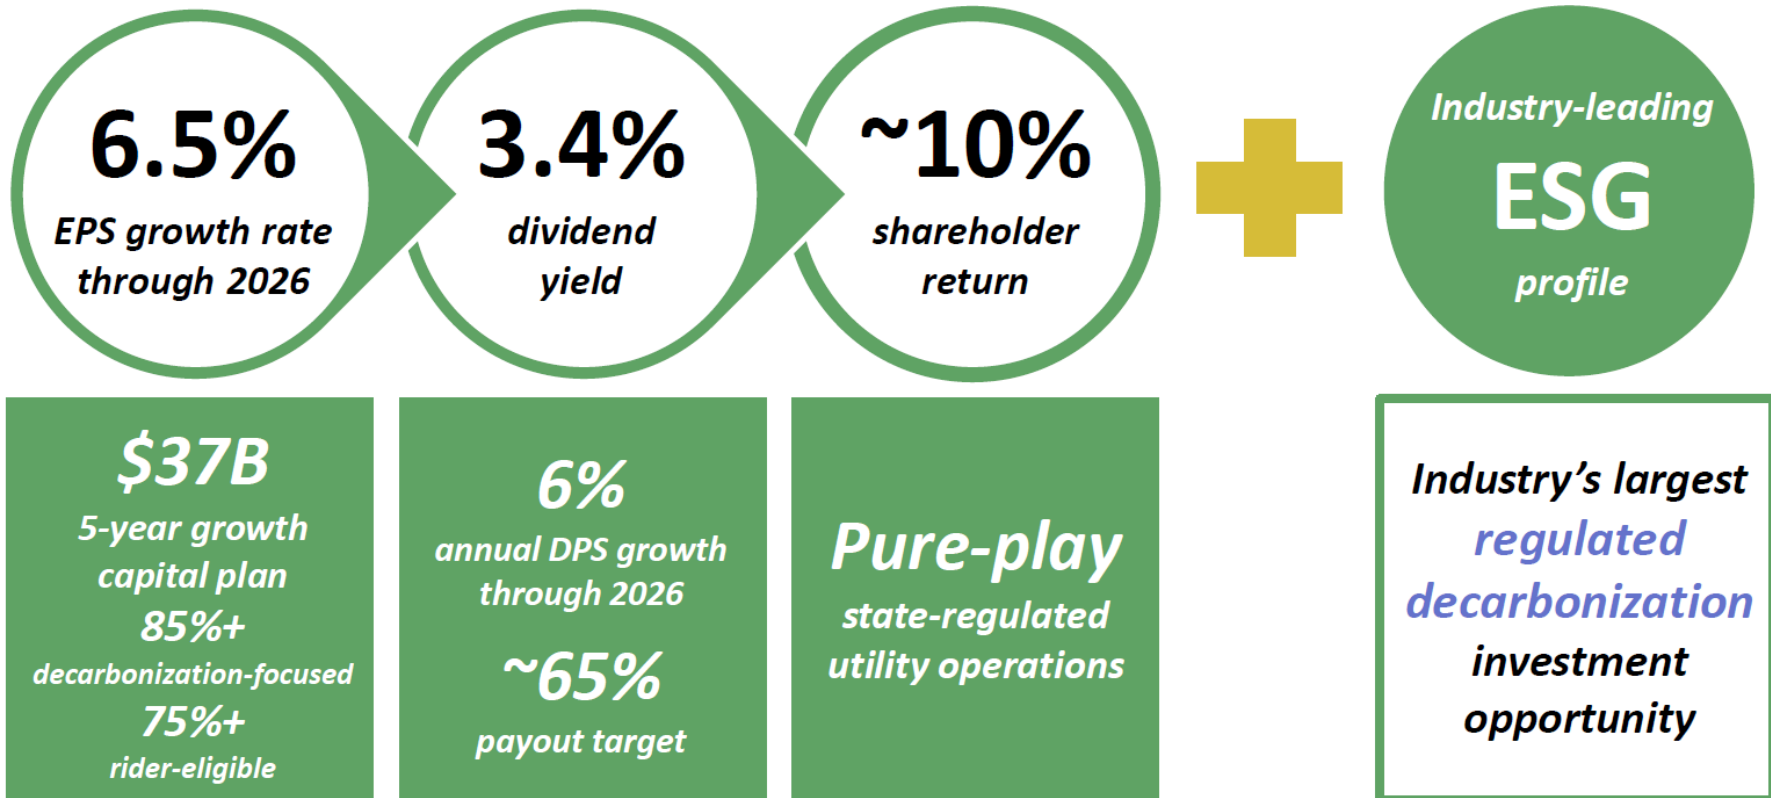 6.5%
EPS growth rate
through 2026
3.4%
dividend
yield
~10%
shareholder
return
Industry-leading
ESG
profile
$37B
5-year growth
capital plan
85%+
decarbonization-focused
75%+
rider-eligible
6%
annual DPS growth
through 2026
~65%
payout target
Pure-play
state-regulated
utility operations
Industry’s largest
regulated
decarbonization
investment
opportunity